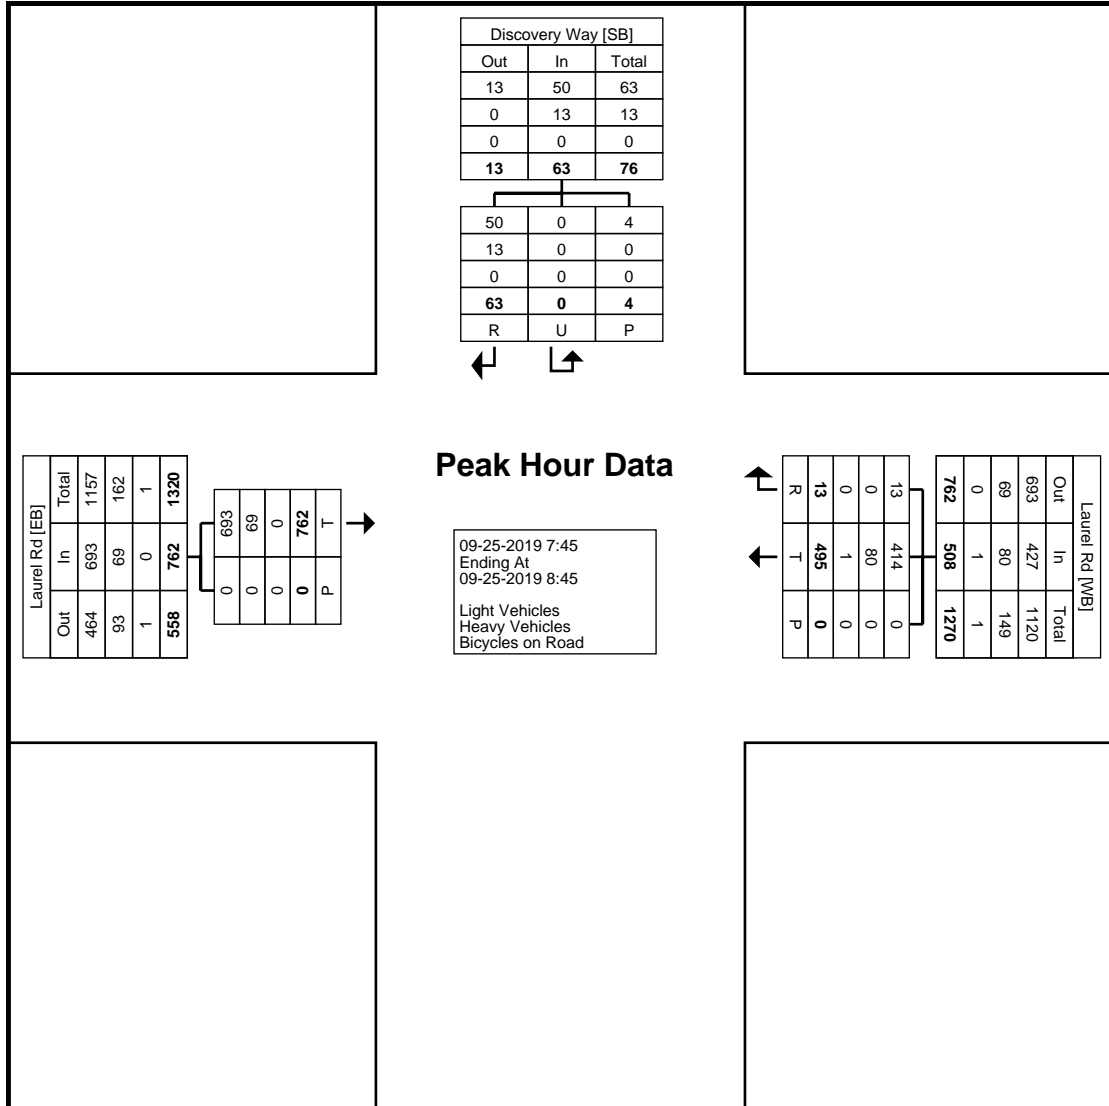 Discovery Way [SB]
Out In Total
13 50 63
0 13 13
0 0 0
13 63 76
50 0 4
13 0 0
0 0 0
63 0 4
R U P
Peak Hour Data
09-25-2019 7:45
Ending At
09-25-2019 8:45
Light Vehicles
Heavy Vehicles
Bicycles on Road
Laurel Rd [EB]
Out In Total
464 693 1157
93 69 162
1 0 1
558 762 1320
0 693
0 69
0 0
0 762
P T
Laurel Rd [WB]
Out In Total
693 427 1120
69 80 149
0 1 1
762 508 1270
13 414 0
0 80 0
0 1 0
13 495 0
R T P